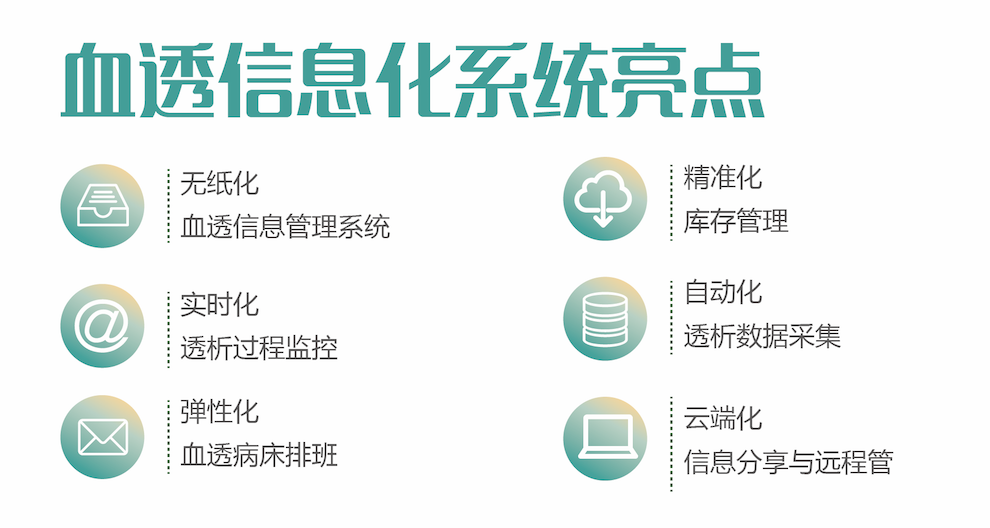 血透信息化系统亮点
无纸化
血透信息管理系统
精准化
库存管理
实时化
透析过程监控
自动化
透析数据采集
弹性化
血透病床排班
云端化
信息分享与远程管